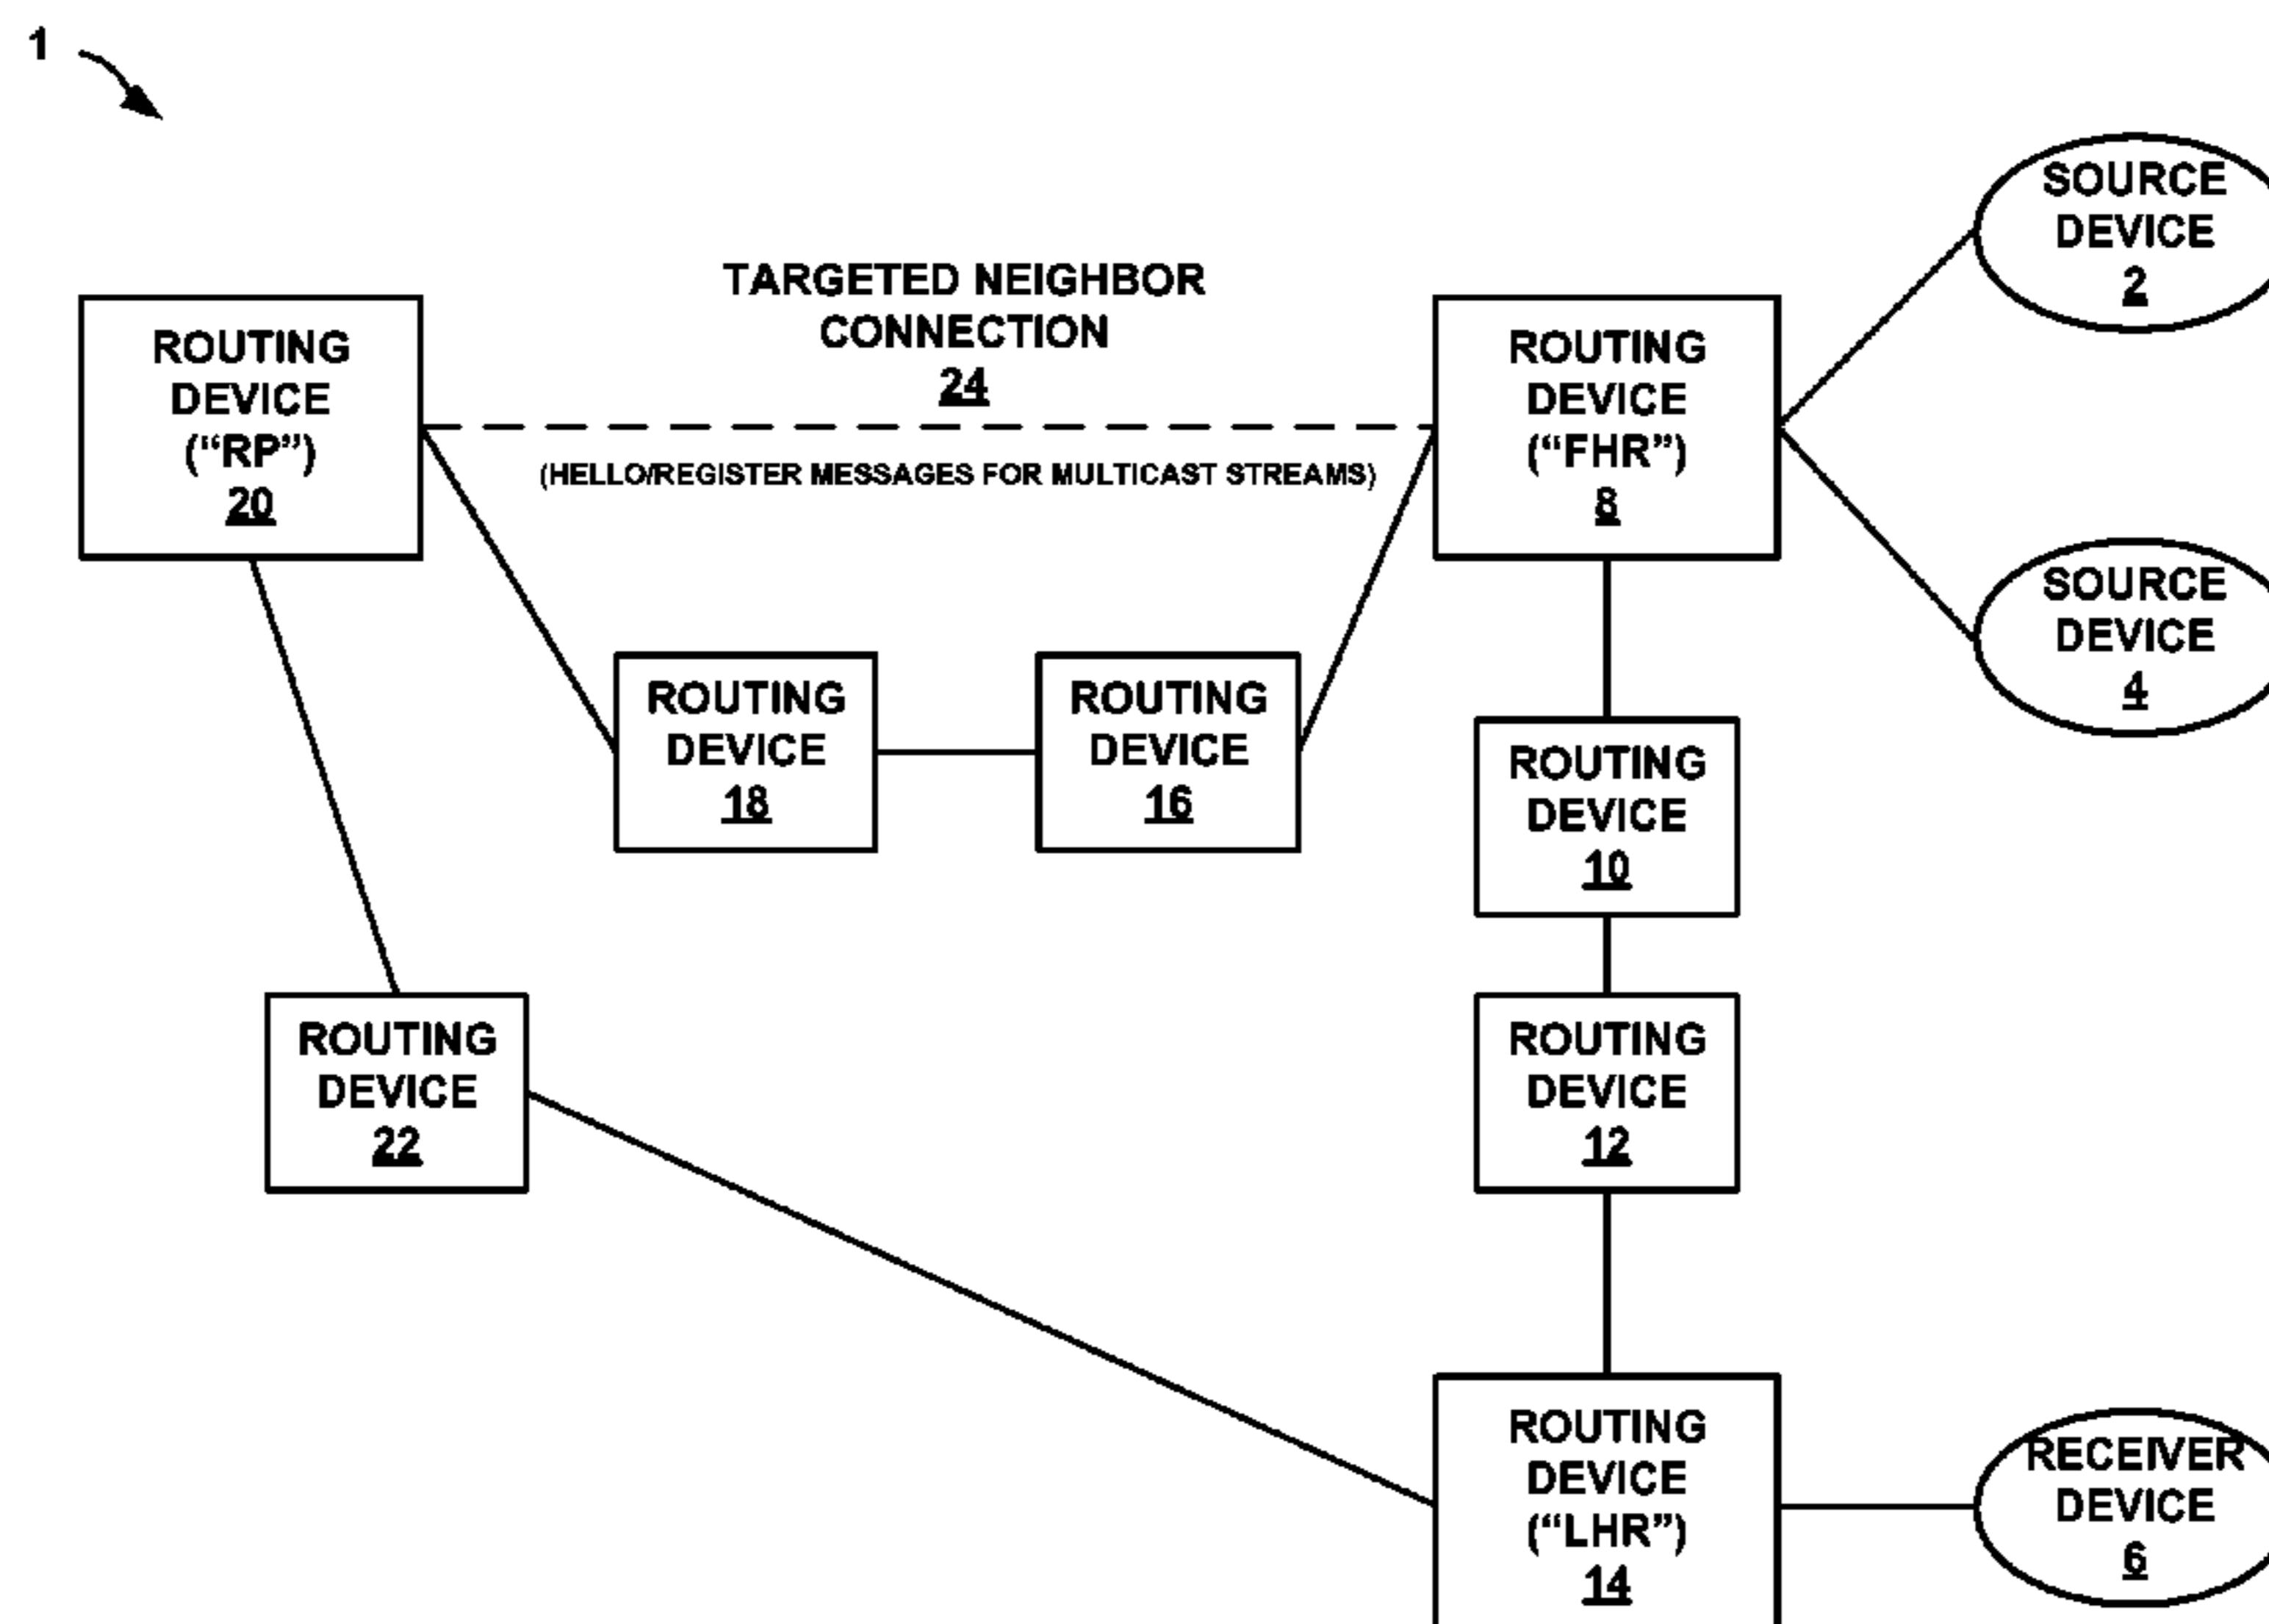 1
SOURCE
DEVICE
2
TARGETED NEIGHBOR
CONNECTION
24
(HELLO/REGISTER MESSAGES FOR MULTICAST STREAMS)
ROUTING
DEVICE
(“RP”)
20
ROUTING
DEVICE
(“FHR”)
8
SOURCE
DEVICE
4
ROUTING
DEVICE
18
ROUTING
DEVICE
16
ROUTING
DEVICE
10
ROUTING
DEVICE
22
ROUTING
DEVICE
12
ROUTING
DEVICE
(“LHR”)
14
RECEIVER
DEVICE
6